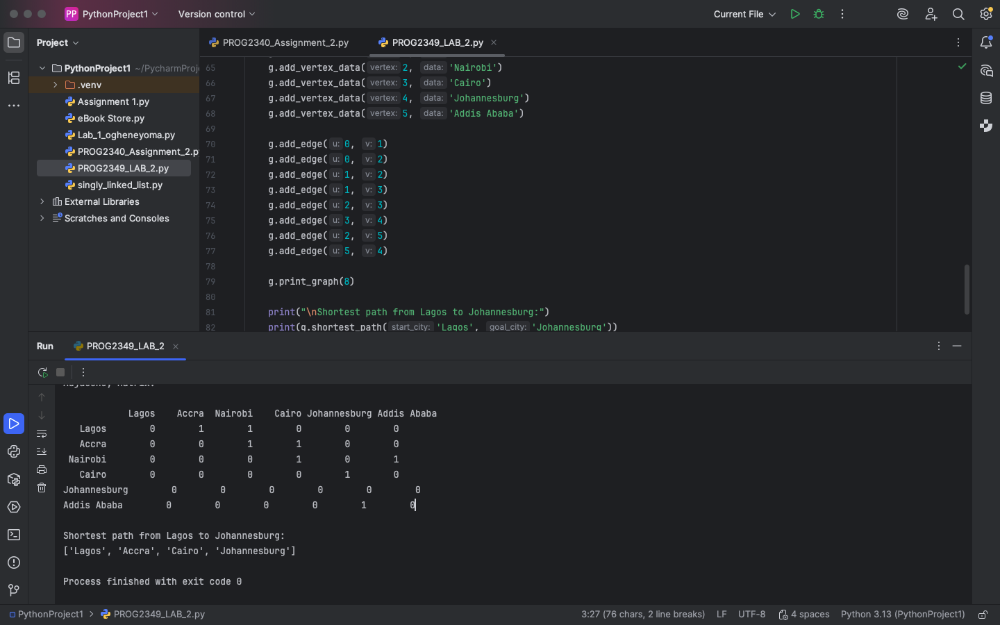 PP PythonProject1 Version control Current File
Project
PROG2340_Assignment_2.py PROG2349_LAB_2.py
PythonProject1 ~/PycharmProj
.venv
Assignment 1.py
eBook Store.py
Lab_1_ogheneyoma.py
PROG2340_Assignment_2.p
PROG2349_LAB_2.py
singly_linked_list.py
External Libraries
Scratches and Consoles
65 g.add_vertex_data( vertex: 2, data: 'Nairobi')
66 g.add_vertex_data( vertex: 3, data: 'Cairo')
67 g.add_vertex_data( vertex: 4, data: 'Johannesburg')
68 g.add_vertex_data( vertex: 5, data: 'Addis Ababa')
69
70 g.add_edge( u: 0, v: 1)
71 g.add_edge( u: 0, v: 2)
72 g.add_edge( u: 1, v: 2)
73 g.add_edge( u: 1, v: 3)
74 g.add_edge( u: 2, v: 3)
75 g.add_edge( u: 3, v: 4)
76 g.add_edge( u: 2, v: 5)
77 g.add_edge( u: 5, v: 4)
78
79 g.print_graph(8)
80
81 print("\nShortest path from Lagos to Johannesburg:")
82 print(g.shortest_path( start_city: 'Lagos', goal_city: 'Johannesburg'))
Run PROG2349_LAB_2
Lagos Accra Nairobi Cairo Johannesburg Addis Ababa
Lagos 0 1 1 0 0 0
Accra 0 0 1 1 0 0
Nairobi 0 0 0 1 0 1
Cairo 0 0 0 0 1 0
Johannesburg 0 0 0 0 0 0
Addis Ababa 0 0 0 0 1 0
Shortest path from Lagos to Johannesburg:
['Lagos', 'Accra', 'Cairo', 'Johannesburg']
Process finished with exit code 0
PythonProject1 > PROG2349_LAB_2.py 3:27 (76 chars, 2 line breaks) LF UTF-8 4 spaces Python 3.13 (PythonProject1)